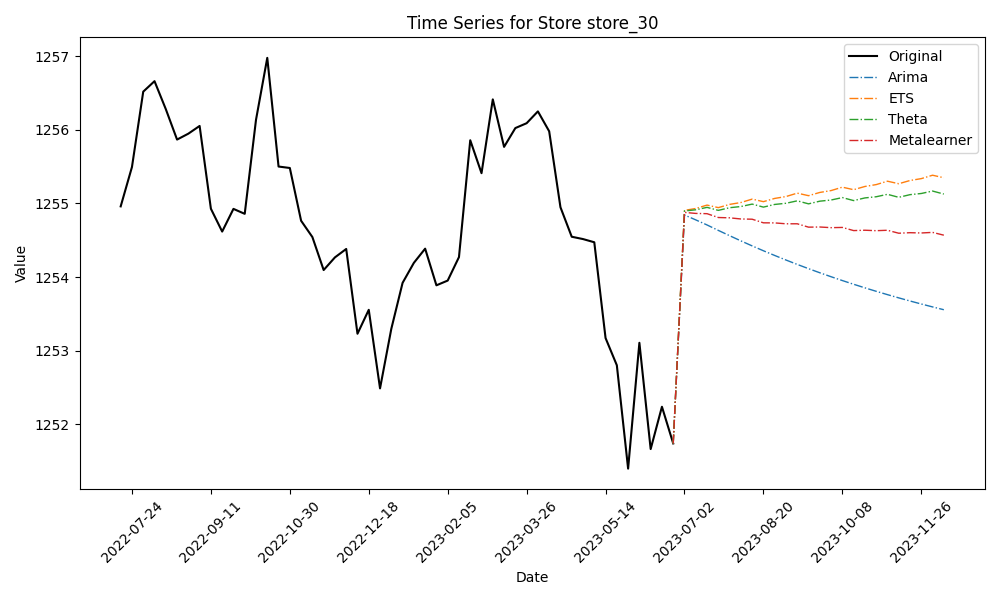 Time Series for Store store_30
1257
1256
1255
1254
1253
1252
Value
Original
Arima
ETS
Theta
Metalearner
2022-07-24
2022-09-11
2022-10-30
2022-12-18
2023-02-05
2023-03-26
2023-05-14
2023-07-02
2023-08-20
2023-10-08
2023-11-26
Date